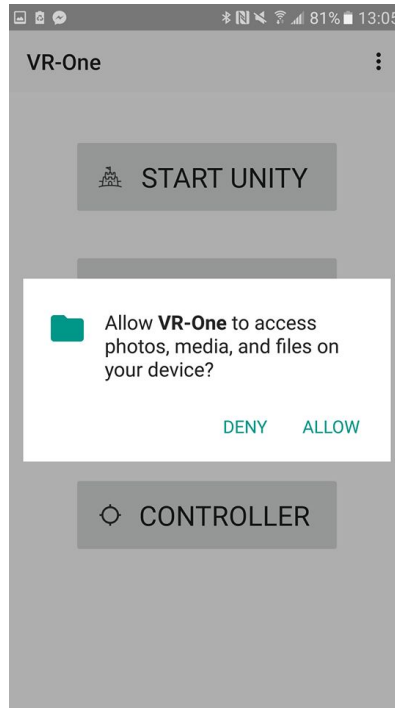 81% 13:05
VR-One
START UNITY
Allow VR-One to access
photos, media, and files on
your device?
DENY ALLOW
CONTROLLER